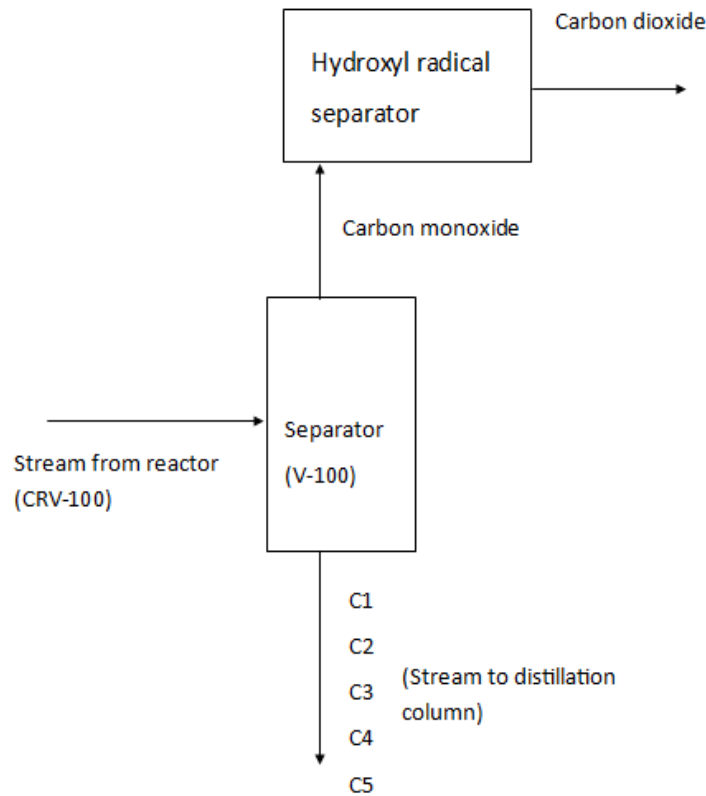 Carbon dioxide
Hydroxyl radical
separator
Carbon monoxide
Separator
(V-100)
Stream from reactor
(CRV-100)
C1
C2
C3
(Stream to distillation
column)
C4
C5